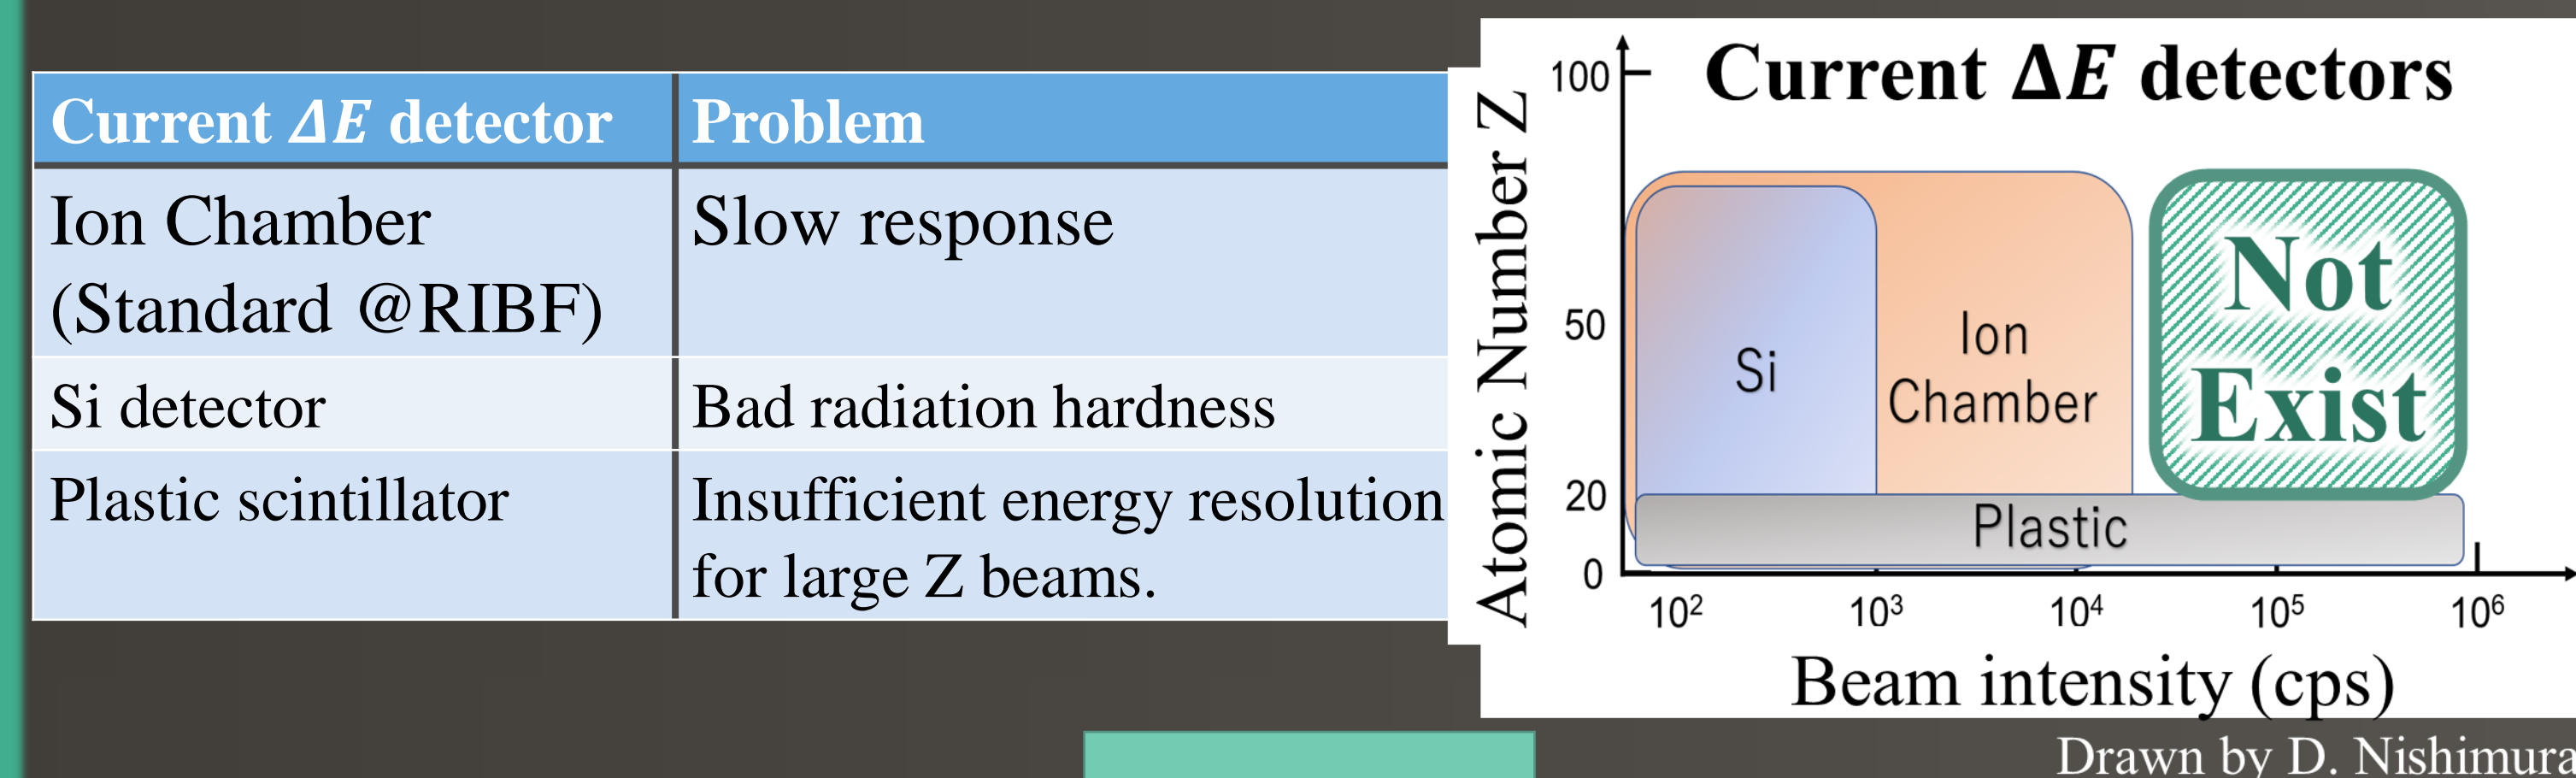 Current ΔE detector
Problem
Ion Chamber
(Standard @RIBF)
Slow response
Si detector
Bad radiation hardness
Plastic scintillator
Insufficient energy resolution
for large Z beams.
Current ΔE detectors
Atomic Number Z
100
50
20
0
Si
Ion
Chamber
Not
Exist
Plastic
10² 10³ 10⁴ 10⁵ 10⁶
Beam intensity (cps)
Drawn by D. Nishimura